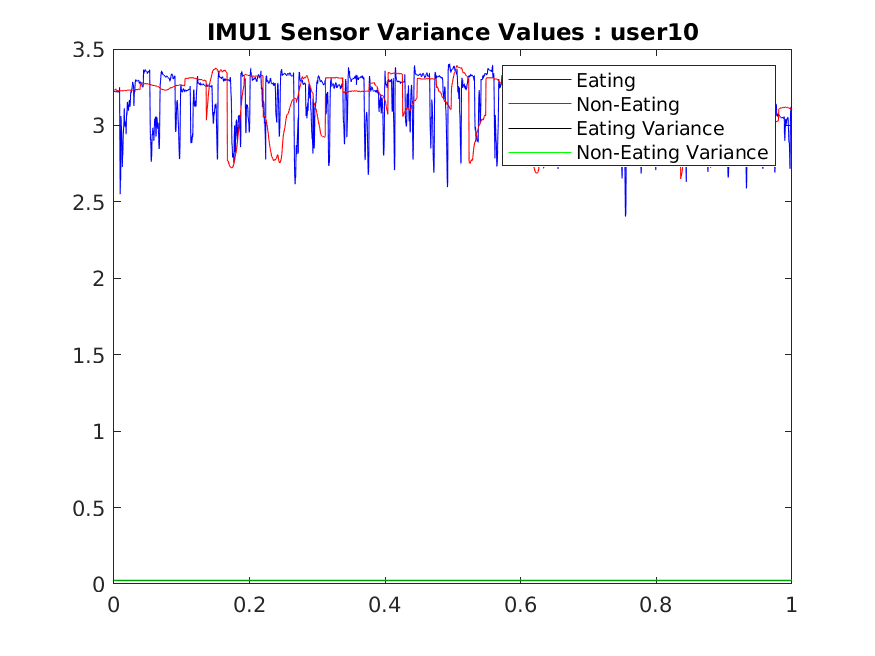 IMU1 Sensor Variance Values : user10
3.5
3
2.5
2
1.5
1
0.5
0
Eating
Non-Eating
Eating Variance
Non-Eating Variance
0 0.2 0.4 0.6 0.8 1